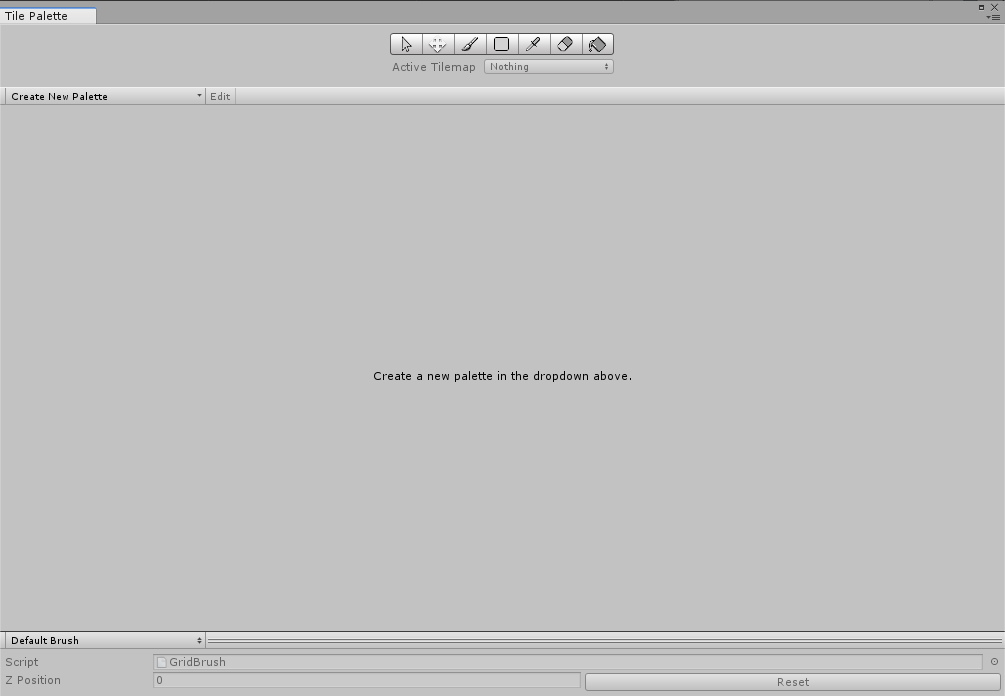 Tile Palette
Active Tilemap Nothing
Create New Palette Edit
Create a new palette in the dropdown above.
Default Brush
Script GridBrush
Z Position 0 Reset